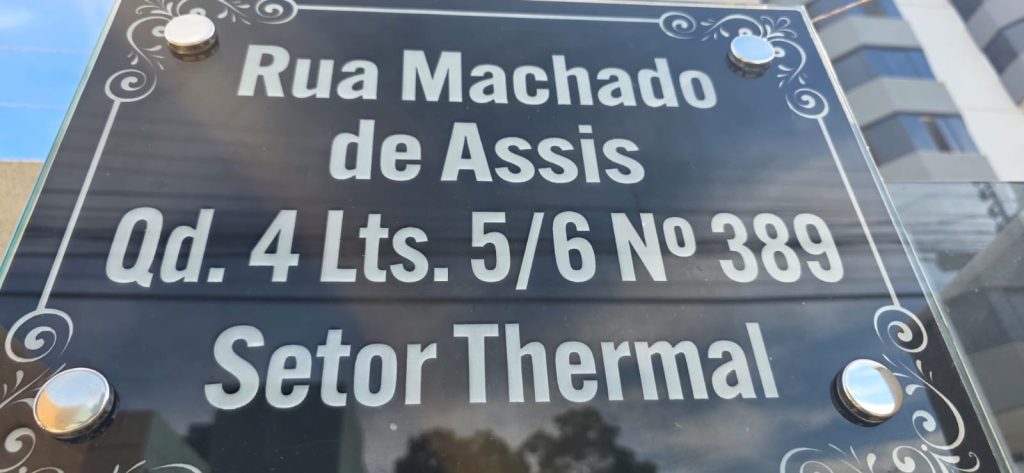 Rua Machado
de Assis
Qd. 4 Lts. 5/6 Nº 389
Setor Thermal